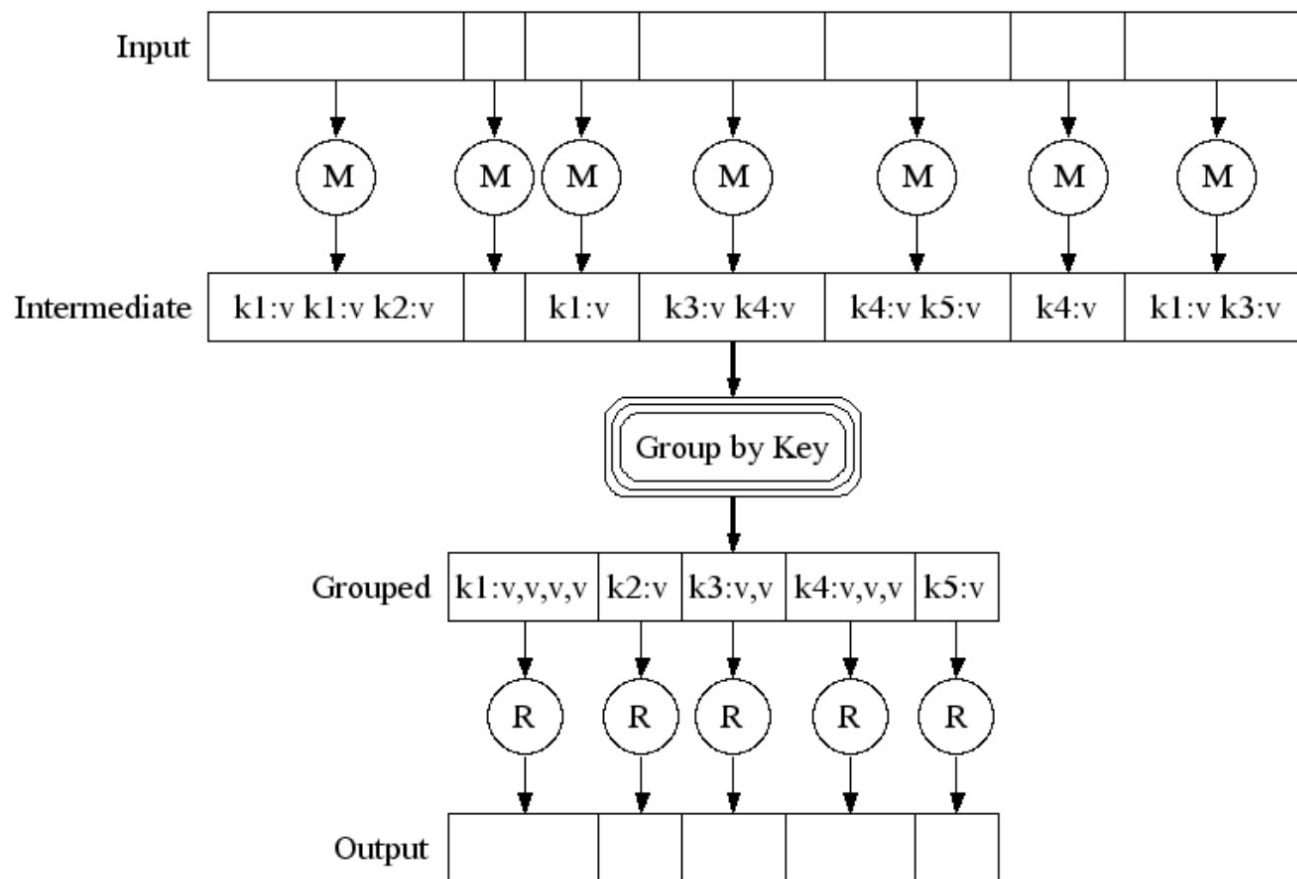 Input
M M M M M M M
Intermediate k1:v k1:v k2:v k1:v k3:v k4:v k4:v k5:v k4:v k1:v k3:v
Group by Key
Grouped k1:v,v,v,v k2:v k3:v,v k4:v,v,v k5:v
R R R R R
Output